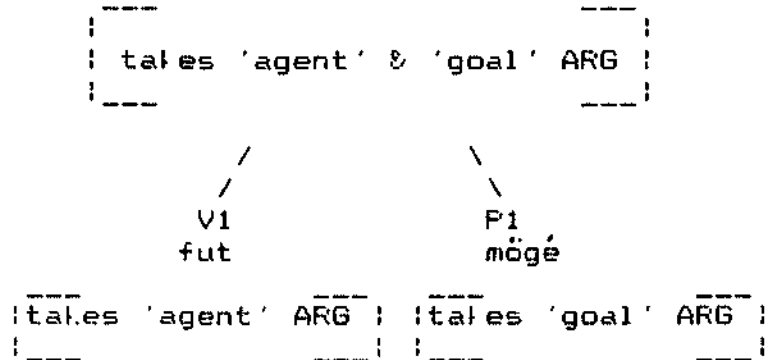 takes 'agent' & 'goal' ARG
V1 P1
fut mögé
takes 'agent' ARG takes 'goal' ARG